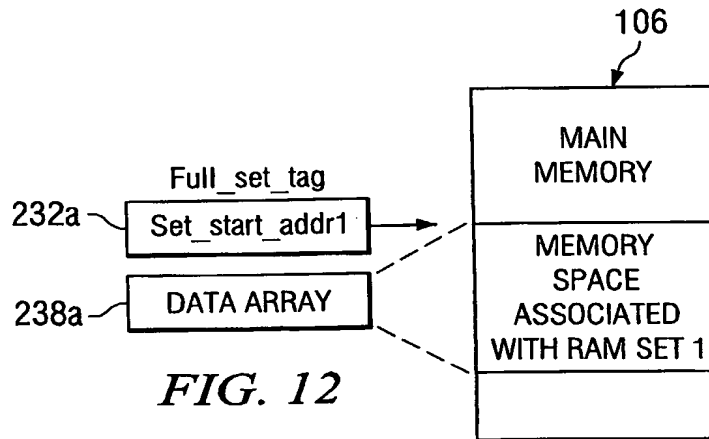 106
MAIN
MEMORY
Full_set_tag
232a
Set_start_addr1
MEMORY
SPACE
ASSOCIATED
WITH RAM SET 1
238a
DATA ARRAY
FIG. 12